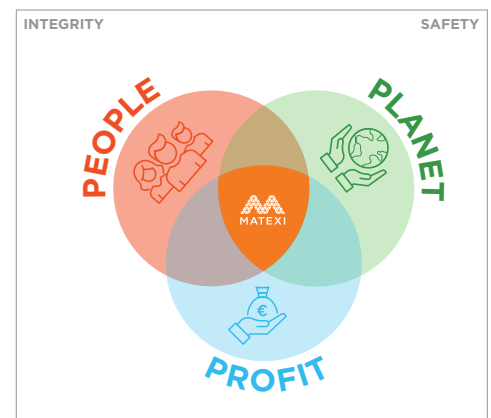 INTEGRITY
SAFETY
PEOPLE
PLANET
MATEXI
€
PROFIT